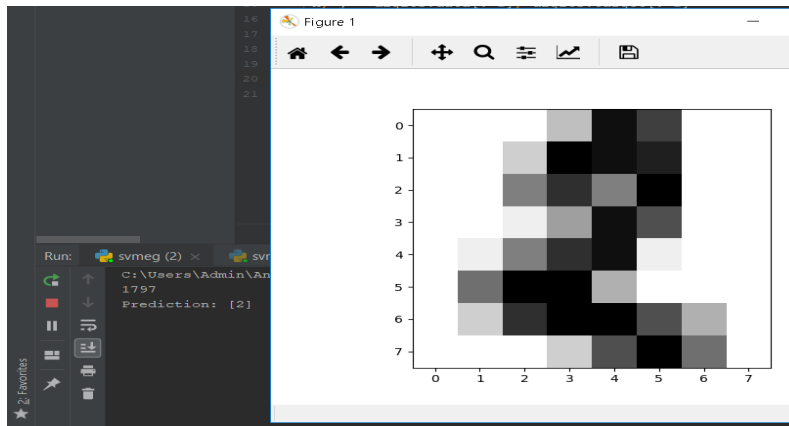 16
17
18
19
20
21
Figure 1
0
1
2
3
4
5
6
7
0 1 2 3 4 5 6 7
Run: svmeg (2) ×
C:\Users\Admin\An
1797
Prediction: [2]
2: Favorites